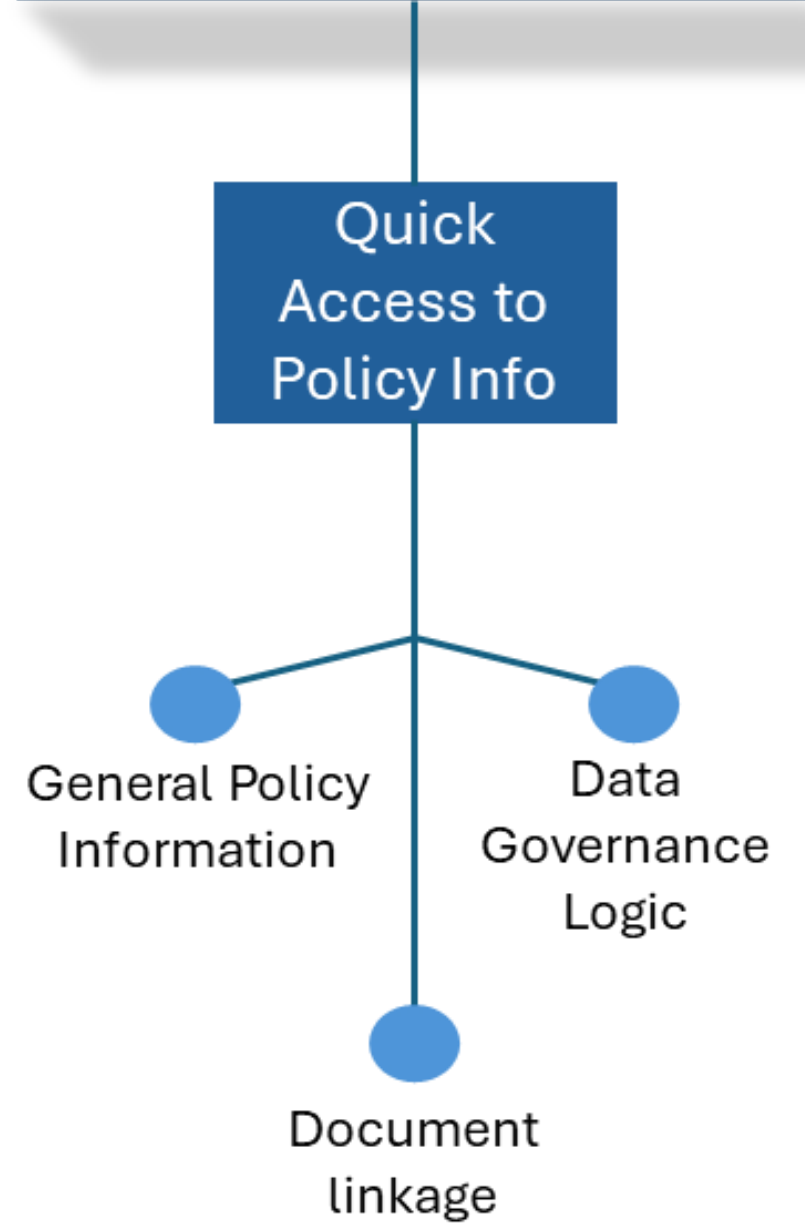 Quick
Access to
Policy Info
General Policy
Information
Data
Governance
Logic
Document
linkage